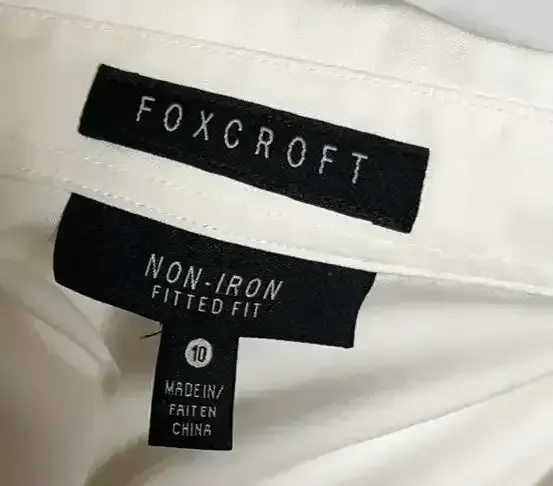 FOXCROFT
NON-IRON
FITTED FIT
10
MADE IN/
FAIT EN
CHINA